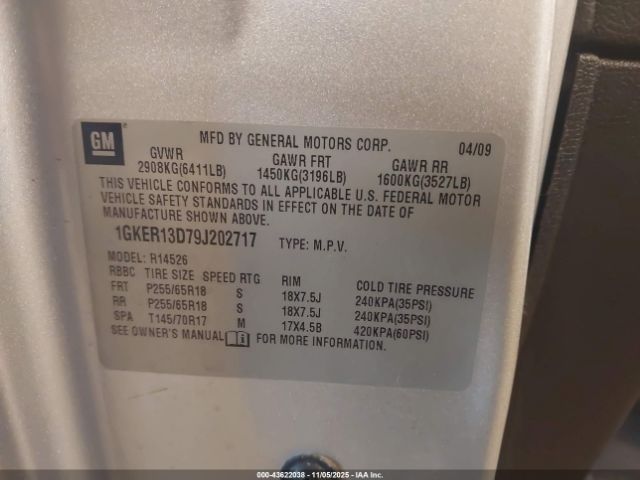 GM
MFD BY GENERAL MOTORS CORP. 04/09
GVWR GAWR FRT GAWR RR
2908KG(6411LB) 1450KG(3196LB) 1600KG(3527LB)
THIS VEHICLE CONFORMS TO ALL APPLICABLE U.S. FEDERAL MOTOR
VEHICLE SAFETY STANDARDS IN EFFECT ON THE DATE OF
MANUFACTURE SHOWN ABOVE.
1GKER13D79J202717 TYPE: M.P.V.
MODEL: R14526
RBBC TIRE SIZE SPEED RTG RIM COLD TIRE PRESSURE
FRT P255/65R18 S 18X7.5J 240KPA(35PSI)
RR P255/65R18 S 18X7.5J 240KPA(35PSI)
SPA T145/70R17 M 17X4.5B 420KPA(60PSI)
SEE OWNER'S MANUAL i FOR MORE INFORMATION.
000-43622038 - 11/05/2025 - IAAI, Inc.